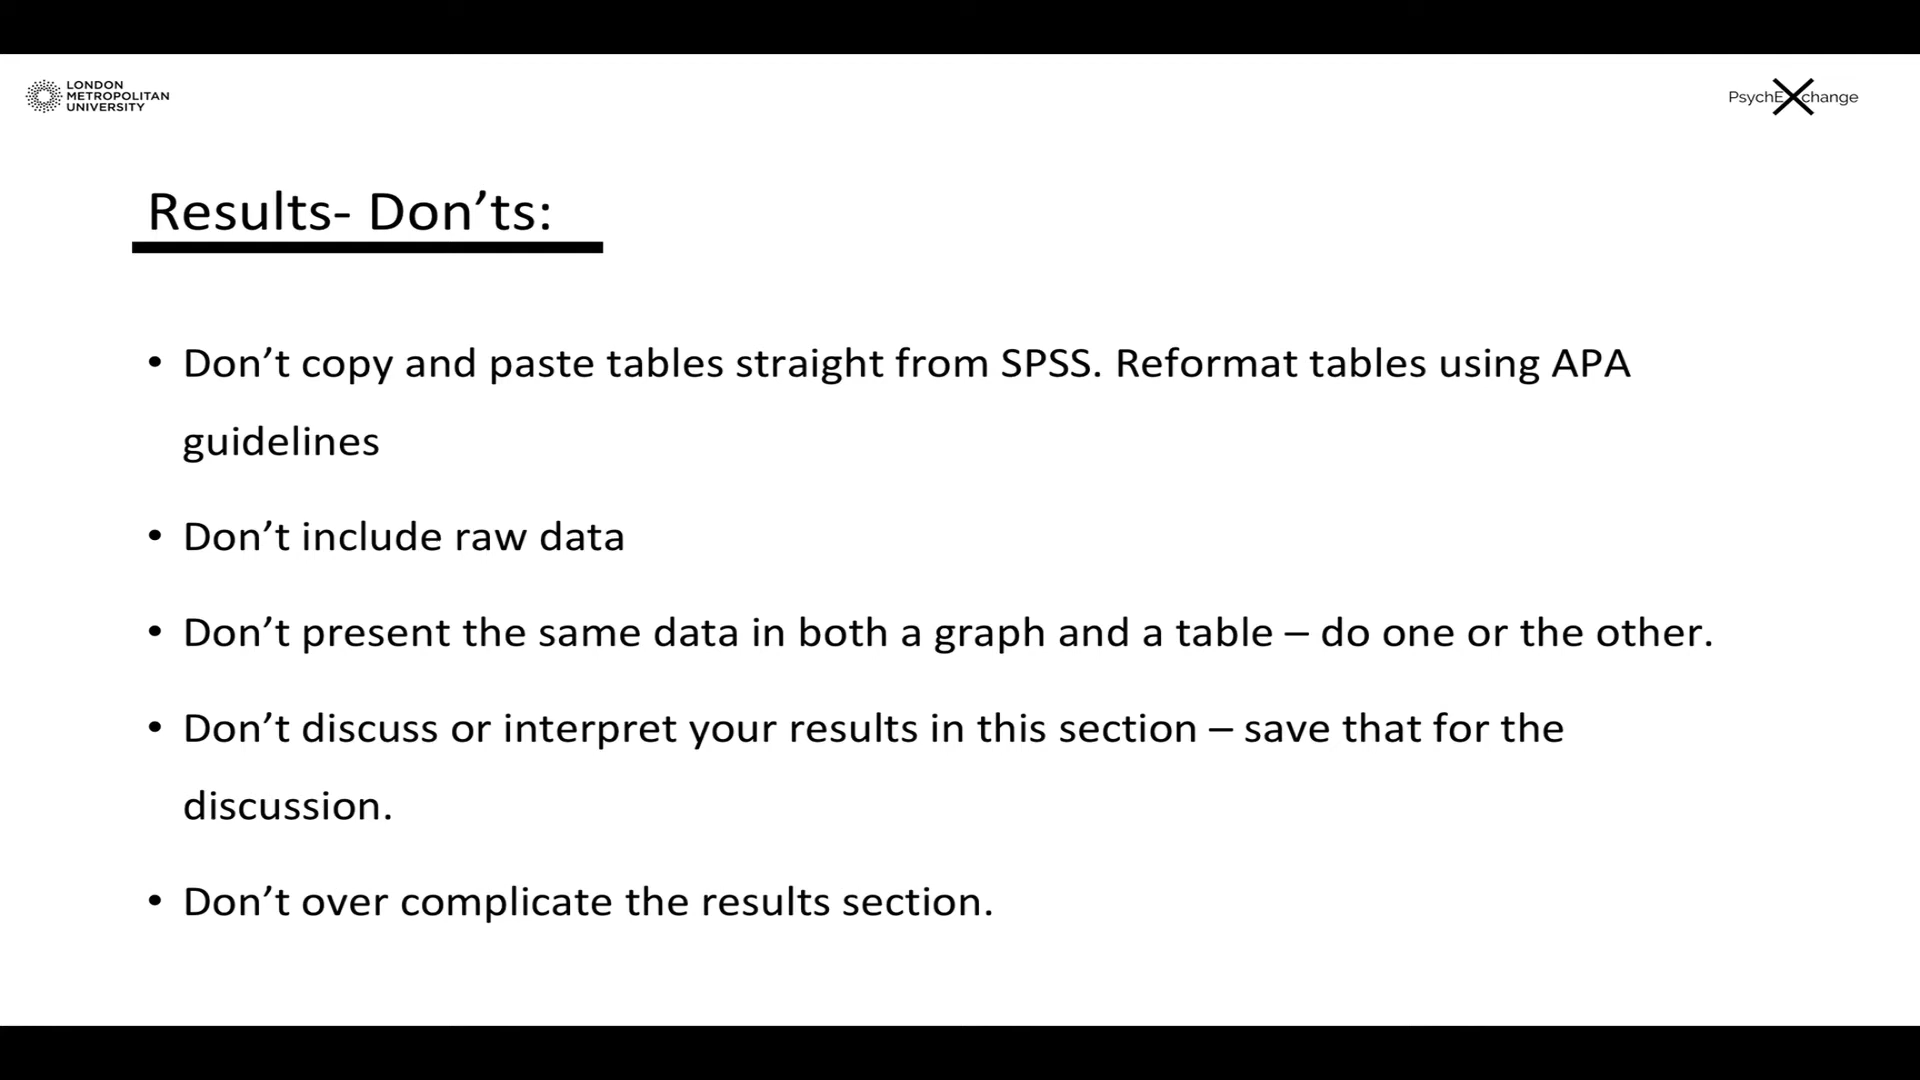 LONDON
METROPOLITAN
UNIVERSITY
PsychEXchange
Results- Don’ts:
• Don’t copy and paste tables straight from SPSS. Reformat tables using APA
guidelines
• Don’t include raw data
• Don’t present the same data in both a graph and a table – do one or the other.
• Don’t discuss or interpret your results in this section – save that for the
discussion.
• Don’t over complicate the results section.